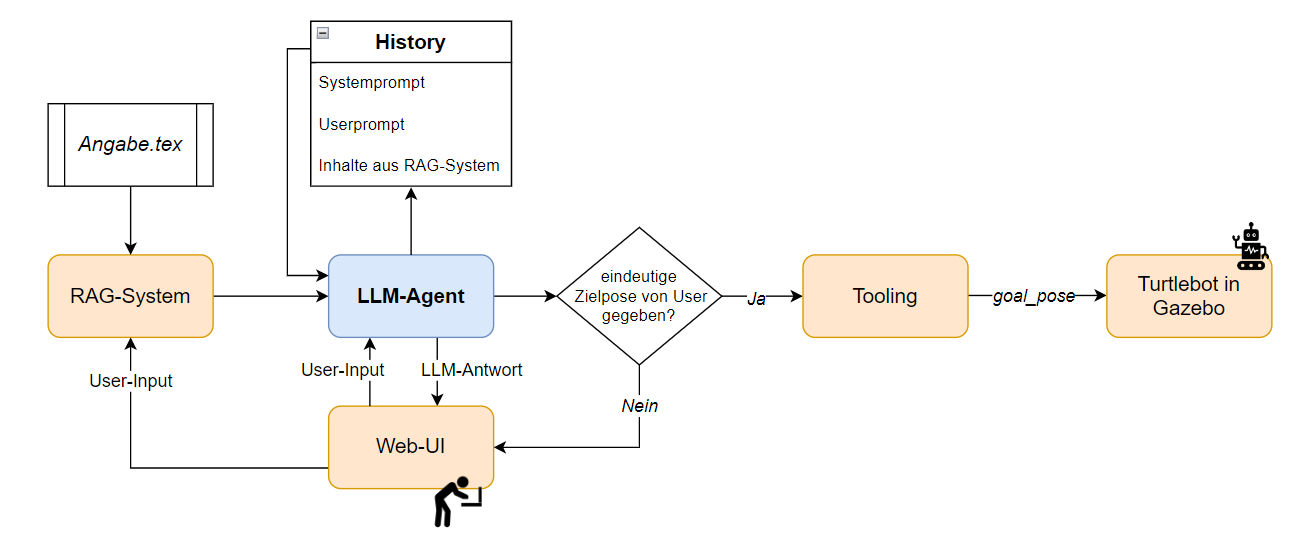 History
Systemprompt
Userprompt
Inhalte aus RAG-System
Angabe.tex
RAG-System
LLM-Agent
eindeutige
Zielpose von User
gegeben?
Ja
Tooling
goal_pose
Turtlebot in
Gazebo
User-Input
User-Input
LLM-Antwort
Nein
Web-UI